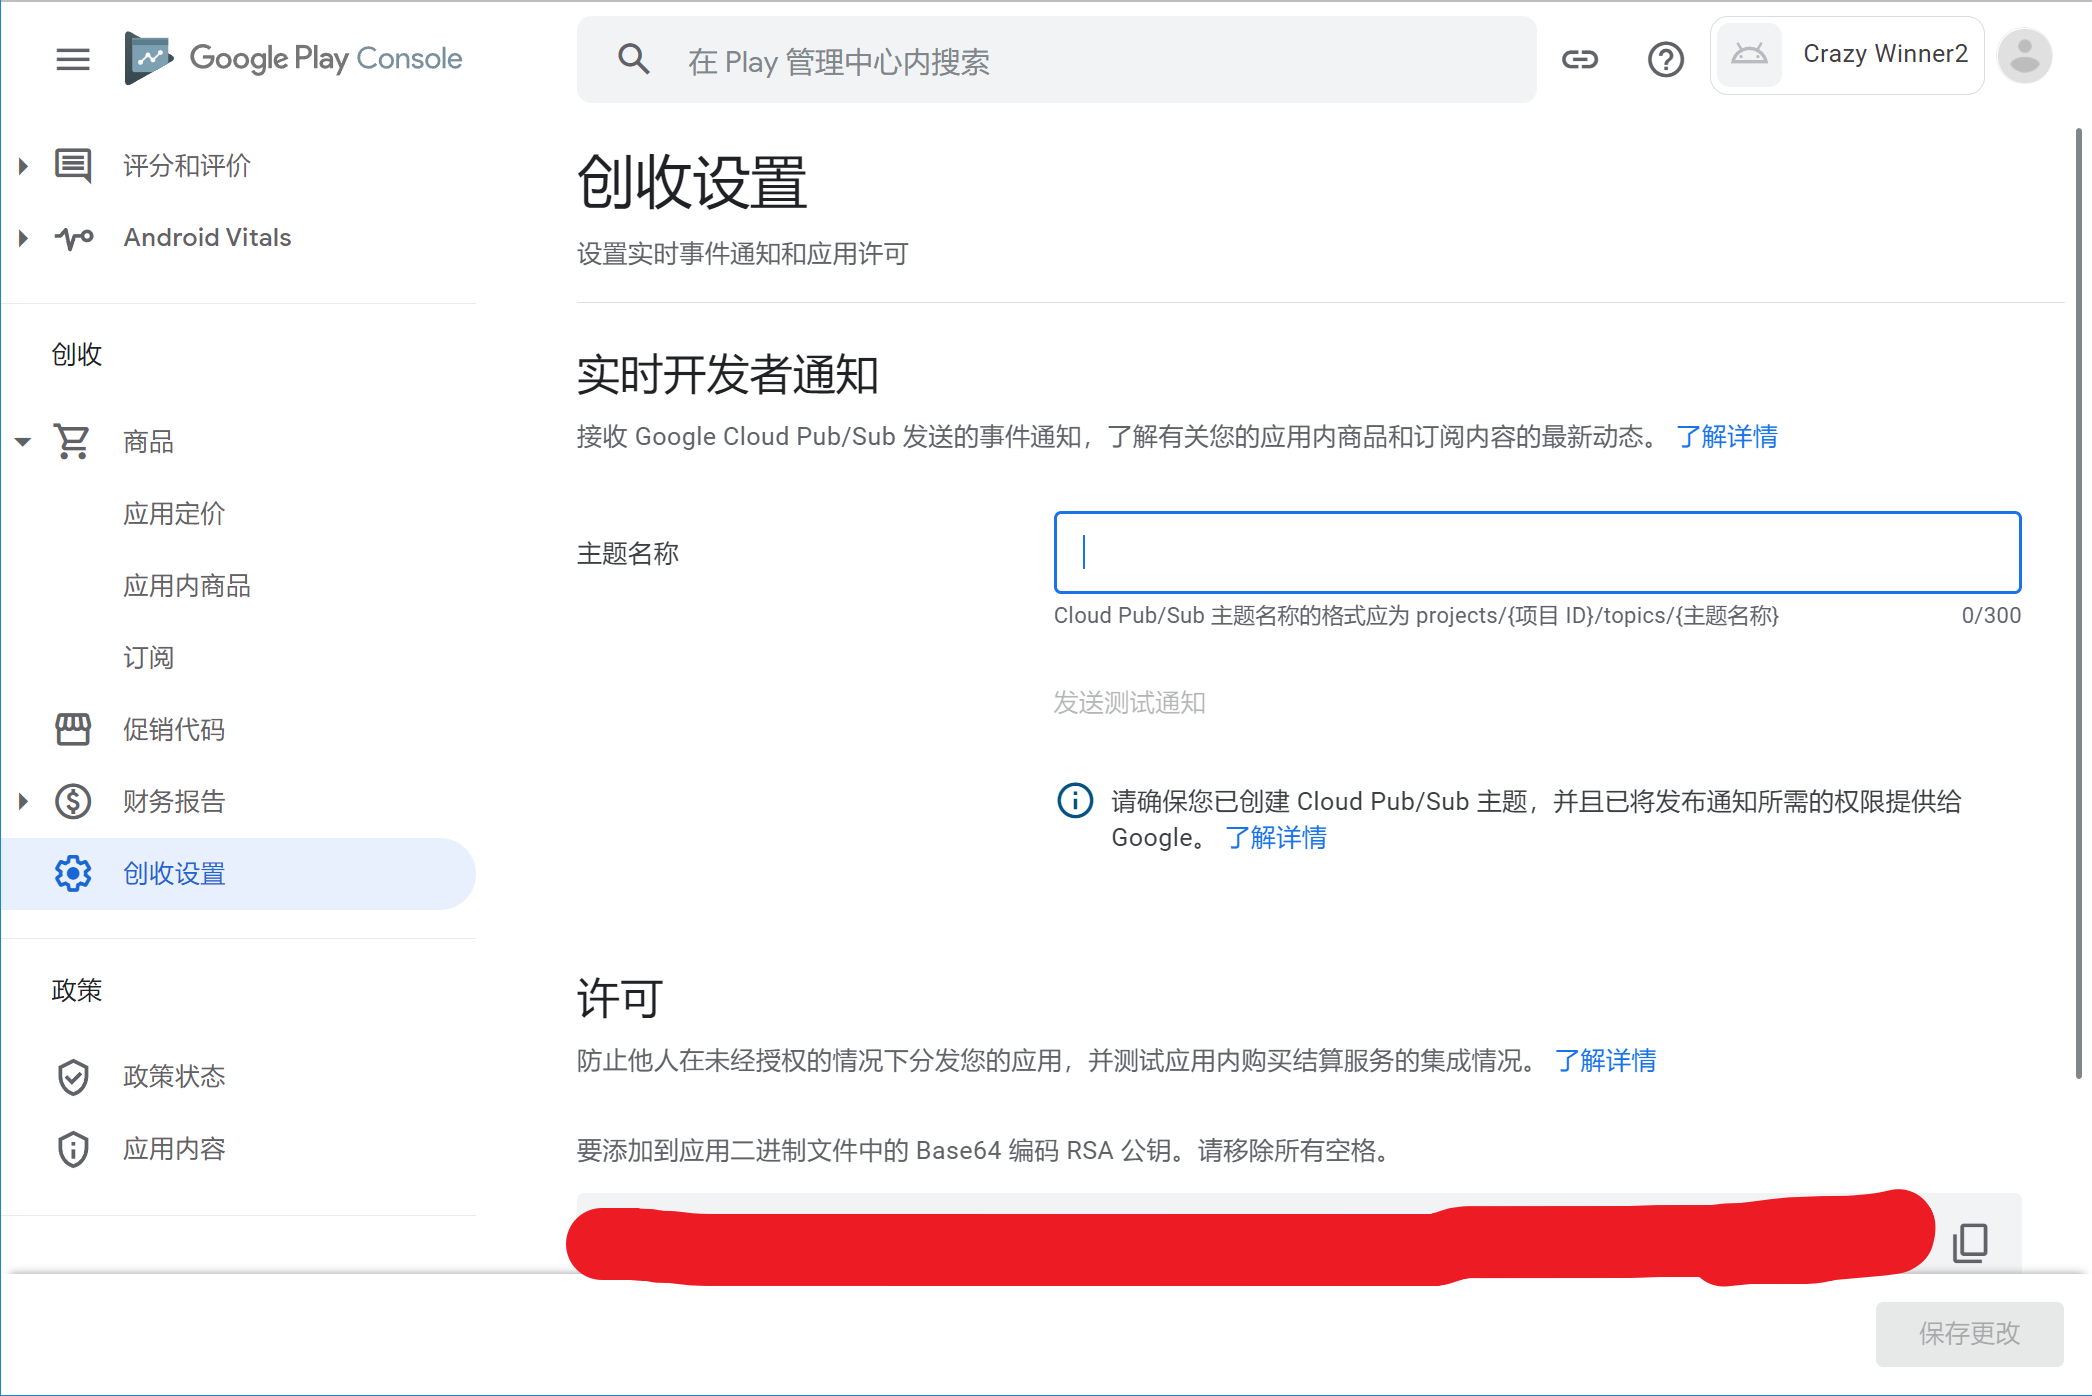 Google Play Console
在 Play 管理中心内搜索
Crazy Winner2
评分和评价
Android Vitals
创收
商品
应用定价
应用内商品
订阅
促销代码
财务报告
创收设置
政策
政策状态
应用内容
创收设置
设置实时事件通知和应用许可
实时开发者通知
接收 Google Cloud Pub/Sub 发送的事件通知，了解有关您的应用内商品和订阅内容的最新动态。 了解详情
主题名称
Cloud Pub/Sub 主题名称的格式应为 projects/{项目 ID}/topics/{主题名称}
0/300
发送测试通知
请确保您已创建 Cloud Pub/Sub 主题，并且已将发布通知所需的权限提供给
Google。 了解详情
许可
防止他人在未经授权的情况下分发您的应用，并测试应用内购买结算服务的集成情况。 了解详情
要添加到应用二进制文件中的 Base64 编码 RSA 公钥。请移除所有空格。
保存更改